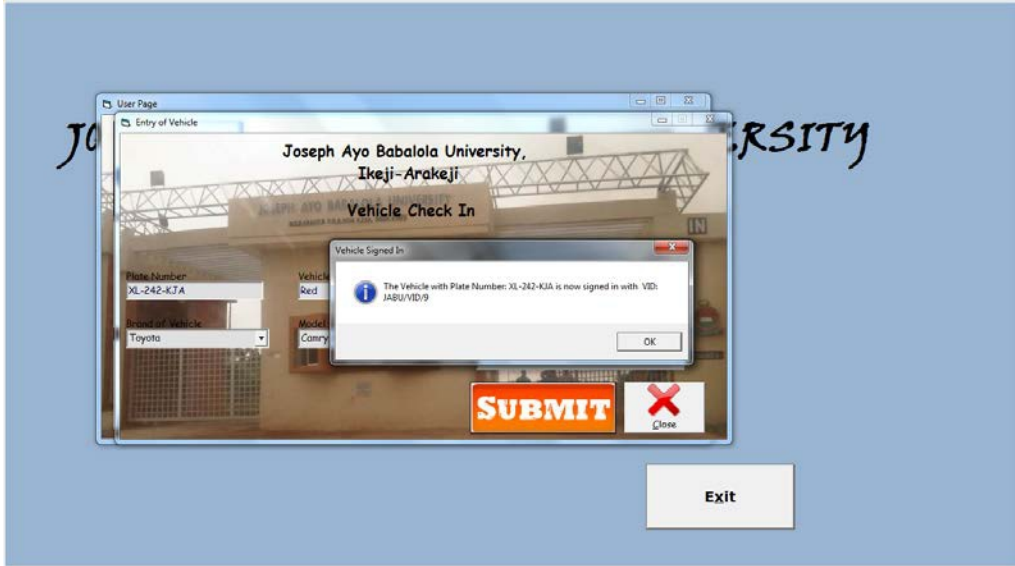 User Page
Entry of Vehicle
JO
ERSITY
Joseph Ayo Babalola University,
Ikeji-Arakeji
Vehicle Check In
IN
Vehicle Signed In
The Vehicle with Plate Number: XL-242-KJA is now signed in with VID:
JABU/VID/9
OK
Plate Number
XL-242-KJA
Vehicle
Red
Brand of Vehicle
Toyota
Model
Camry
SUBMIT
Close
Exit